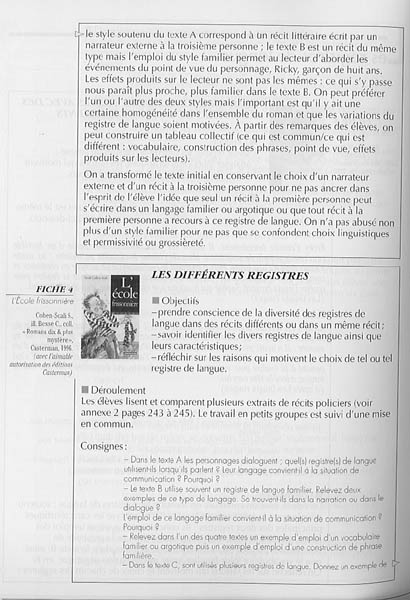 le style soutenu du texte A correspond à un récit littéraire écrit par un
narrateur externe à la troisième personne ; le texte B est un récit du même
type mais l'emploi du style familier permet au lecteur d'aborder les
événements du point de vue du personnage, Ricky, garçon de huit ans.
Les effets produits sur le lecteur ne sont pas les mêmes : ce qui s'y passe
nous paraît plus proche, plus familier dans le texte B. On peut préférer
l'un ou l'autre des deux styles mais l'important est qu'il y ait une
certaine homogénéité dans l'ensemble du roman et que les variations du
registre de langue soient motivées. À partir des remarques des élèves, on
peut construire un tableau collectif (ce qui est commun/ce qui est
différent : vocabulaire, construction des phrases, point de vue, effets
produits sur les lecteurs).
On a transformé le texte initial en conservant le choix d'un narrateur
externe et d'un récit à la troisième personne pour ne pas ancrer dans
l'esprit de l'élève l'idée que seul un récit à la première personne peut
s'écrire dans un langage familier ou argotique ou que tout récit à la
première personne a recours à ce registre de langue. On n'a pas abusé non
plus d'un style familier pour ne pas que se confondent choix linguistiques
et permissivité ou grossièreté.
FICHE 4
L'École frissonnière
Cohen-Scali S.,
ill. Besse C., coll.
« Romans dix & plus
mystère »,
Casterman, 1996
(avec l'aimable
autorisation des éditions
Casterman)
L'
école
frissonnière
LES DIFFÉRENTS REGISTRES
■ Objectifs
– prendre conscience de la diversité des registres de
langue dans des récits différents ou dans un même récit ;
– savoir identifier les divers registres de langue ainsi que
leurs caractéristiques ;
– réfléchir sur les raisons qui motivent le choix de tel ou tel
registre de langue.
■ Déroulement
Les élèves lisent et comparent plusieurs extraits de récits policiers (voir
annexe 2 pages 243 à 245). Le travail en petits groupes est suivi d'une mise
en commun.
Consignes :
– Dans le texte A les personnages dialoguent ; quel(s) registre(s) de langue
utilisent-ils lorsqu'ils parlent ? Leur langage convient-il à la situation de
communication ? Pourquoi ?
– Le texte B utilise souvent un registre de langue familier. Relevez deux
exemples de ce type de langage. Se trouvent-ils dans la narration ou dans le
dialogue ?
L'emploi de ce langage familier convient-il à la situation de communication ?
Pourquoi ?
– Relevez dans l'un des quatre textes un exemple d'emploi d'un vocabulaire
familier ou argotique puis un exemple d'emploi d'une construction de phrase
familière.
– Dans le texte C, sont utilisés plusieurs registres de langue. Donnez un exemple de